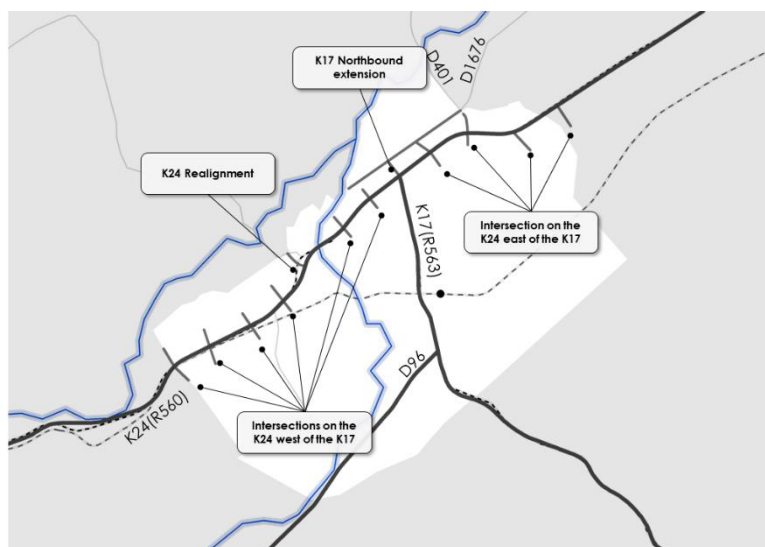 K17 Northbound
extension
D401
D1676
K24 Realignment
K17(R563)
Intersection on the
K24 east of the K17
D96
K24(R560)
Intersections on the
K24 west of the K17